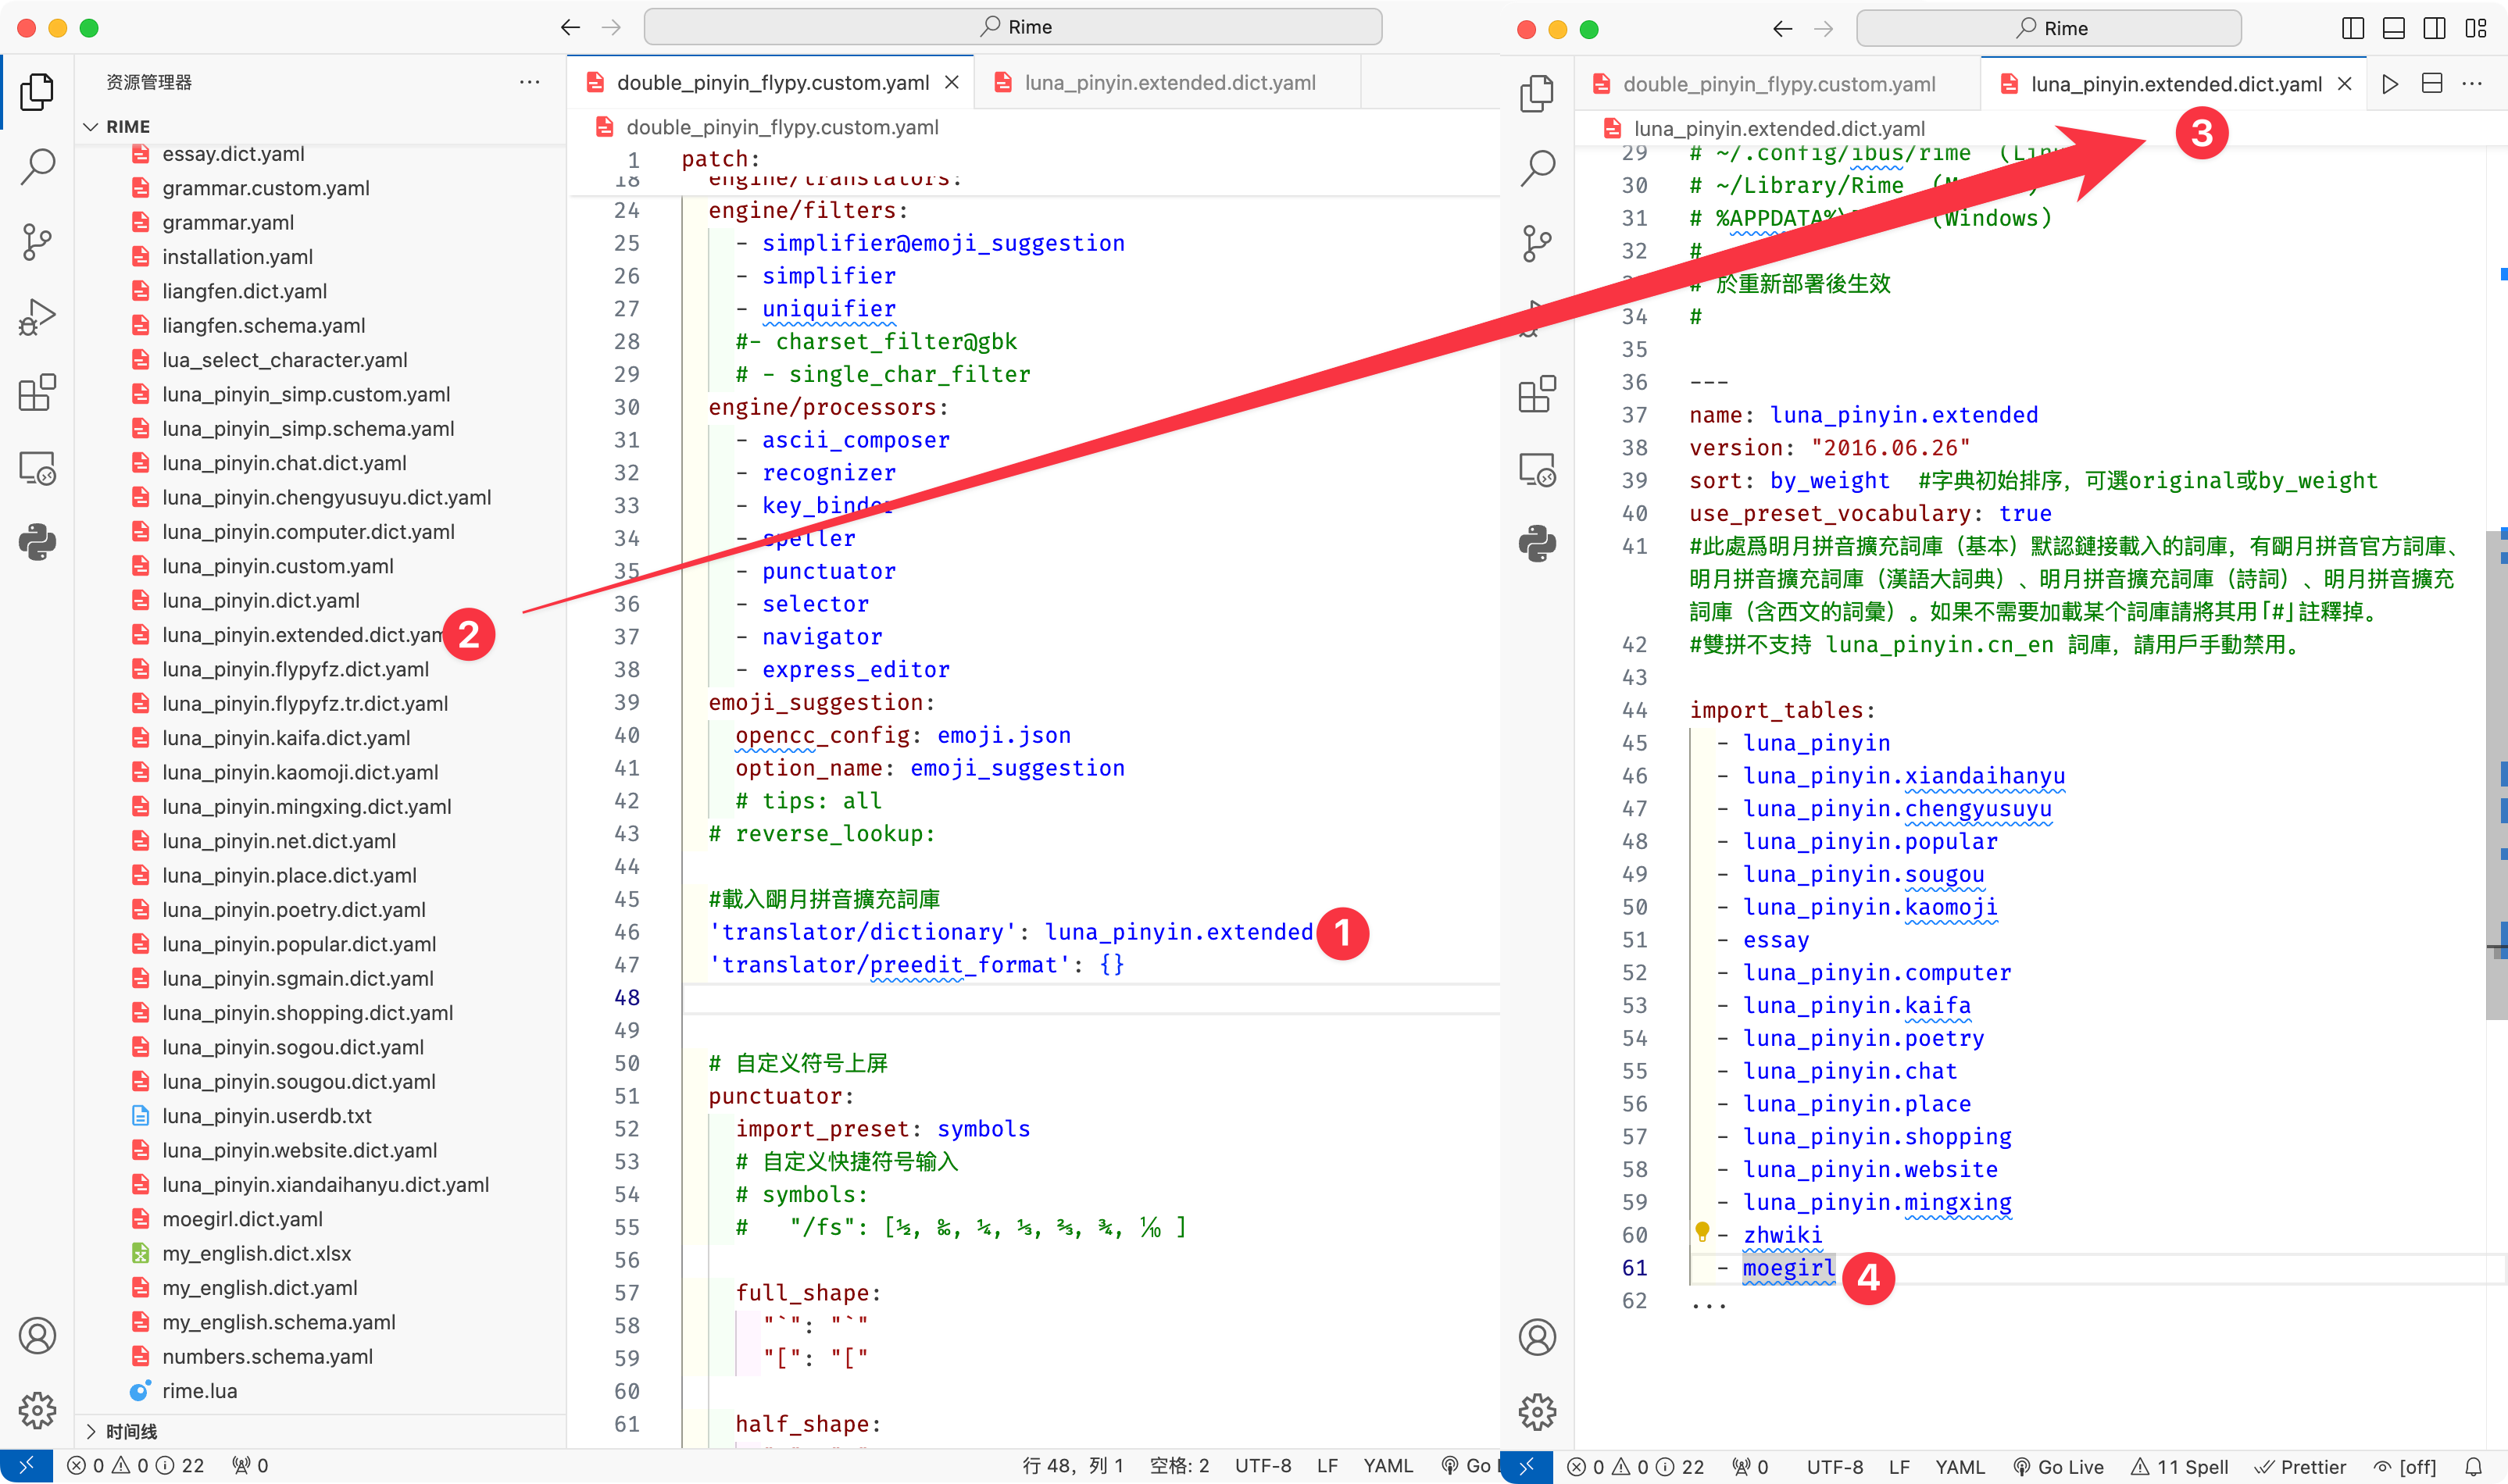 Rime
资源管理器
RIME
essay.dict.yaml
grammar.custom.yaml
grammar.yaml
installation.yaml
liangfen.dict.yaml
liangfen.schema.yaml
lua_select_character.yaml
luna_pinyin_simp.custom.yaml
luna_pinyin_simp.schema.yaml
luna_pinyin.chat.dict.yaml
luna_pinyin.chengyusuyu.dict.yaml
luna_pinyin.computer.dict.yaml
luna_pinyin.custom.yaml
luna_pinyin.dict.yaml
luna_pinyin.extended.dict.yam
2
luna_pinyin.flypyfz.dict.yaml
luna_pinyin.flypyfz.tr.dict.yaml
luna_pinyin.kaifa.dict.yaml
luna_pinyin.kaomoji.dict.yaml
luna_pinyin.mingxing.dict.yaml
luna_pinyin.net.dict.yaml
luna_pinyin.place.dict.yaml
luna_pinyin.poetry.dict.yaml
luna_pinyin.popular.dict.yaml
luna_pinyin.sgmain.dict.yaml
luna_pinyin.shopping.dict.yaml
luna_pinyin.sogou.dict.yaml
luna_pinyin.sougou.dict.yaml
luna_pinyin.userdb.txt
luna_pinyin.website.dict.yaml
luna_pinyin.xiandaihanyu.dict.yaml
moegirl.dict.yaml
my_english.dict.xlsx
my_english.dict.yaml
my_english.schema.yaml
numbers.schema.yaml
rime.lua
时间线
double_pinyin_flypy.custom.yaml
luna_pinyin.extended.dict.yaml
double_pinyin_flypy.custom.yaml
1 patch:
18 engine/translators:
24 engine/filters:
25 - simplifier@emoji_suggestion
26 - simplifier
27 - uniquifier
28 #- charset_filter@gbk
29 # - single_char_filter
30 engine/processors:
31 - ascii_composer
32 - recognizer
33 - key_binder
34 - speller
35 - punctuator
36 - selector
37 - navigator
38 - express_editor
39 emoji_suggestion:
40 opencc_config: emoji.json
41 option_name: emoji_suggestion
42 # tips: all
43 # reverse_lookup:
44
45 #載入朙月拼音擴充詞庫
46 'translator/dictionary': luna_pinyin.extended
1
47 'translator/preedit_format': {}
48
49
50 # 自定义符号上屏
51 punctuator:
52 import_preset: symbols
53 # 自定义快捷符号输入
54 # symbols:
55 # "/fs": [½, ‰, ¼, ⅓, ⅔, ¾, ⅒ ]
56
57 full_shape:
58 "`": "`"
59 "[": "["
60
61 half_shape:
0 0 22 0 行 48, 列 1 空格: 2 UTF-8 LF YAML Go
Rime
double_pinyin_flypy.custom.yaml
luna_pinyin.extended.dict.yaml
luna_pinyin.extended.dict.yaml
3
29 # ~/.config/ibus/rime (Lin
30 # ~/Library/Rime
31 # %APPDATA%\ (Windows)
32 #
# 於重新部署後生效
34 #
35
36 ---
37 name: luna_pinyin.extended
38 version: "2016.06.26"
39 sort: by_weight #字典初始排序，可選original或by_weight
40 use_preset_vocabulary: true
41 #此處爲明月拼音擴充詞庫（基本）默認鏈接載入的詞庫，有朙月拼音官方詞庫、
明月拼音擴充詞庫（漢語大詞典）、明月拼音擴充詞庫（詩詞）、明月拼音擴充
詞庫（含西文的詞彙）。如果不需要加載某个詞庫請將其用「#」註釋掉。
42 #雙拼不支持 luna_pinyin.cn_en 詞庫，請用戶手動禁用。
43
44 import_tables:
45 - luna_pinyin
46 - luna_pinyin.xiandaihanyu
47 - luna_pinyin.chengyusuyu
48 - luna_pinyin.popular
49 - luna_pinyin.sougou
50 - luna_pinyin.kaomoji
51 - essay
52 - luna_pinyin.computer
53 - luna_pinyin.kaifa
54 - luna_pinyin.poetry
55 - luna_pinyin.chat
56 - luna_pinyin.place
57 - luna_pinyin.shopping
58 - luna_pinyin.website
59 - luna_pinyin.mingxing
60 - zhwiki
61 - moegirl
4
62 ...
0 0 22 0 UTF-8 LF YAML Go Live 11 Spell Prettier [off]